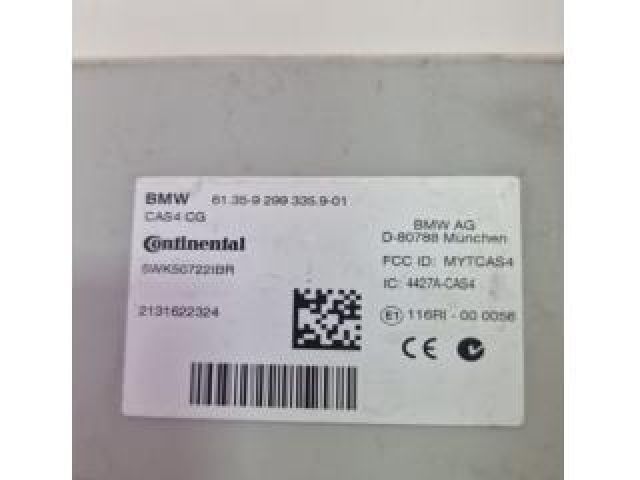 BMW 61.35-9 299 335.9-01
CAS4 CG
Continental
5WK50722IBR
2131622324
BMW AG
D-80788 München
FCC ID: MYTCAS4
IC: 4427A-CAS4
E1 116RI - 00 0056
CE